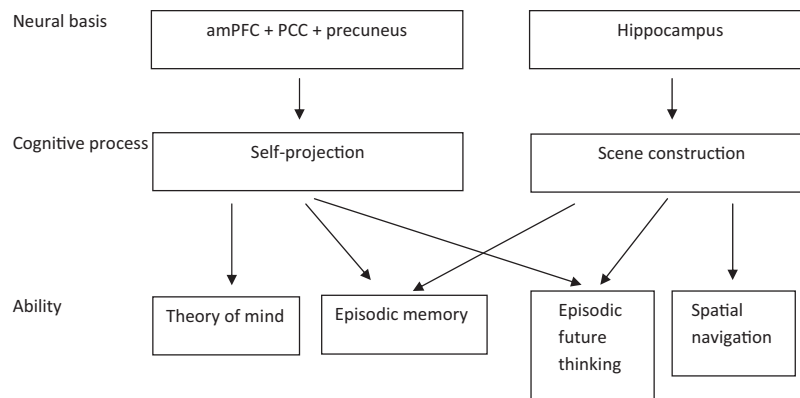 Neural basis
amPFC + PCC + precuneus
Hippocampus
Cognitive process
Self-projection
Scene construction
Ability
Theory of mind
Episodic memory
Episodic
future
thinking
Spatial
navigation